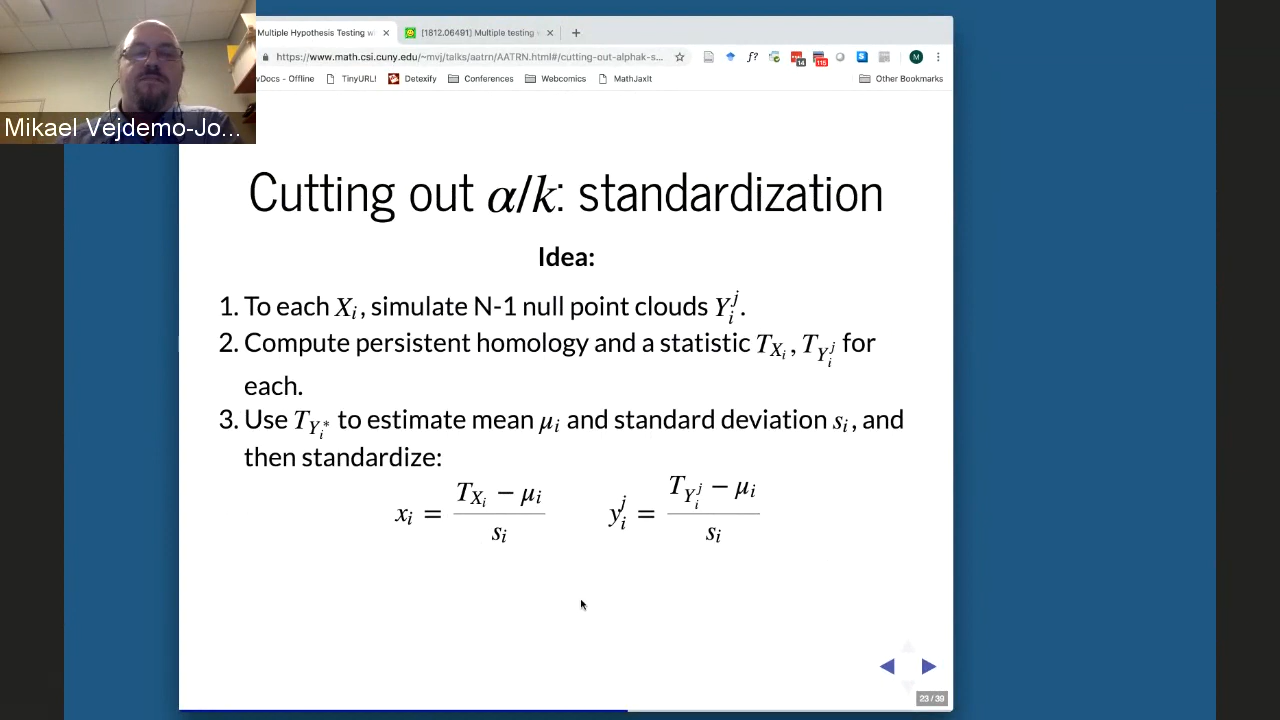 Multiple Hypothesis Testing w
[1812.06491] Multiple testing
https://www.math.csi.cuny.edu/~mvj/talks/aatrn/AATRN.html#/cutting-out-alphak-s...
14
115
M
wDocs - Offline TinyURL! Detexify Conferences Webcomics MathJaxIt Other Bookmarks
Mikael Vejdemo-Jo...
Cutting out α/k: standardization
Idea:
1. To each X_i, simulate N-1 null point clouds Y_i^j.
2. Compute persistent homology and a statistic T_{X_i}, T_{Y_i^j} for
each.
3. Use T_{Y_i^*} to estimate mean μ_i and standard deviation s_i, and
then standardize:
x_i = (T_{X_i} − μ_i) / s_i y_i^j = (T_{Y_i^j} − μ_i) / s_i
23 / 39